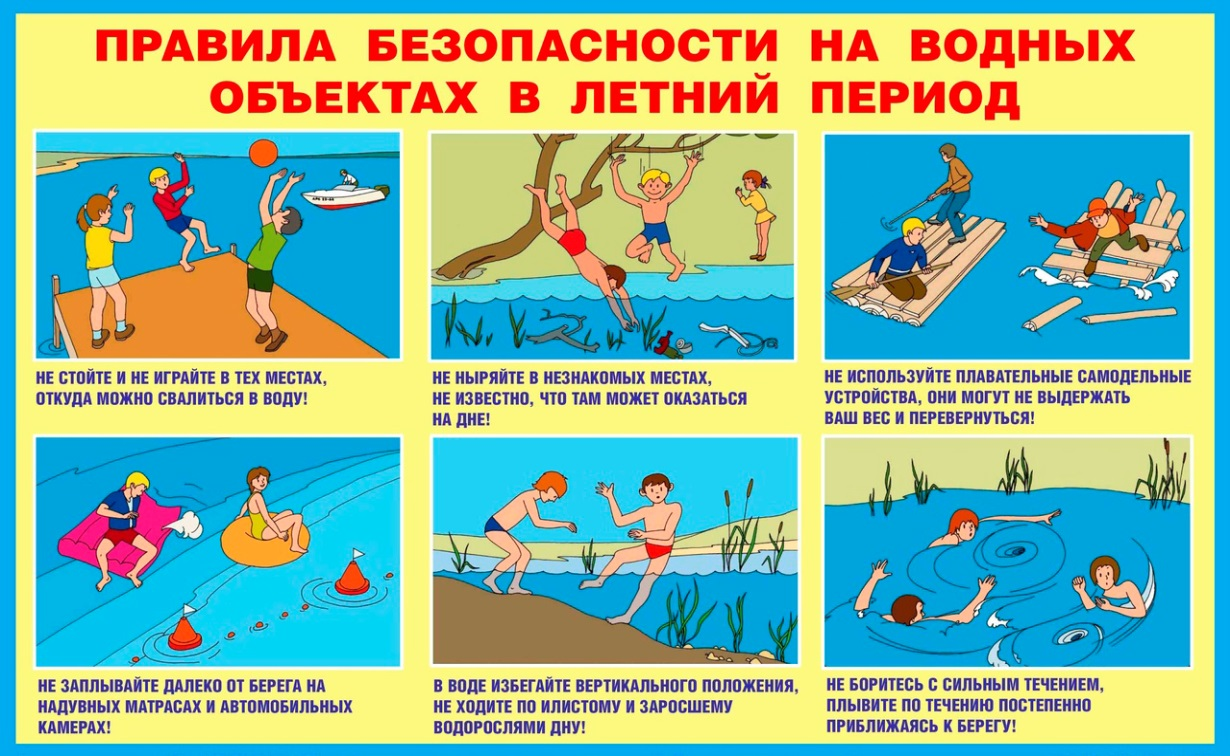 ПРАВИЛА БЕЗОПАСНОСТИ НА ВОДНЫХ
ОБЪЕКТАХ В ЛЕТНИЙ ПЕРИОД
НЕ СТОЙТЕ И НЕ ИГРАЙТЕ В ТЕХ МЕСТАХ,
ОТКУДА МОЖНО СВАЛИТЬСЯ В ВОДУ!
НЕ НЫРЯЙТЕ В НЕЗНАКОМЫХ МЕСТАХ,
НЕ ИЗВЕСТНО, ЧТО ТАМ МОЖЕТ ОКАЗАТЬСЯ
НА ДНЕ!
НЕ ИСПОЛЬЗУЙТЕ ПЛАВАТЕЛЬНЫЕ САМОДЕЛЬНЫЕ
УСТРОЙСТВА, ОНИ МОГУТ НЕ ВЫДЕРЖАТЬ
ВАШ ВЕС И ПЕРЕВЕРНУТЬСЯ!
НЕ ЗАПЛЫВАЙТЕ ДАЛЕКО ОТ БЕРЕГА НА
НАДУВНЫХ МАТРАСАХ И АВТОМОБИЛЬНЫХ
КАМЕРАХ!
В ВОДЕ ИЗБЕГАЙТЕ ВЕРТИКАЛЬНОГО ПОЛОЖЕНИЯ,
НЕ ХОДИТЕ ПО ИЛИСТОМУ И ЗАРОСШЕМУ
ВОДОРОСЛЯМИ ДНУ!
НЕ БОРИТЕСЬ С СИЛЬНЫМ ТЕЧЕНИЕМ,
ПЛЫВИТЕ ПО ТЕЧЕНИЮ ПОСТЕПЕННО
ПРИБЛИЖАЯСЬ К БЕРЕГУ!